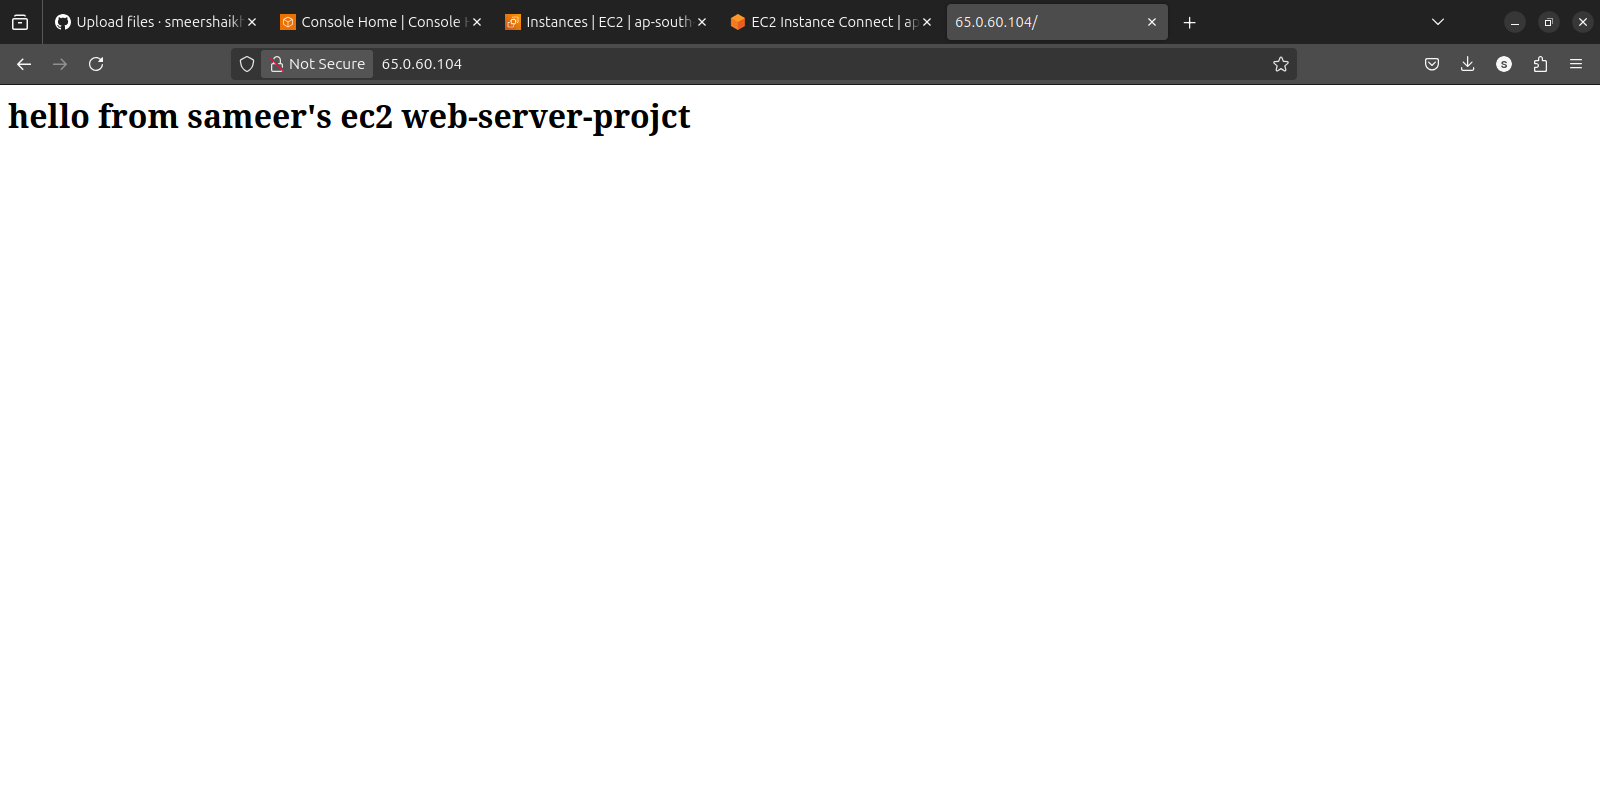 Upload files · smeershaikh
Console Home | Console H
Instances | EC2 | ap-south-
EC2 Instance Connect | ap
65.0.60.104/
Not Secure
65.0.60.104
S
hello from sameer's ec2 web-server-projct